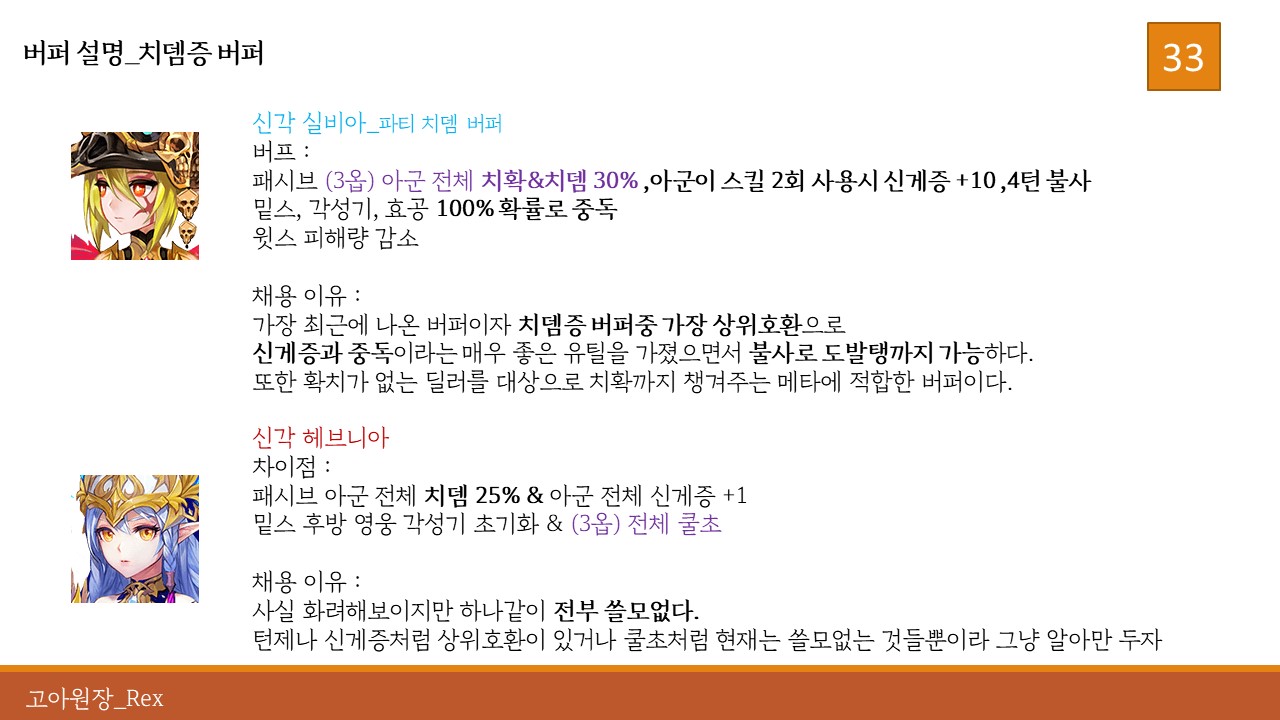 버퍼 설명_치뎀증 버퍼
33
신각 실비아_파티 치뎀 버퍼
버프 :
패시브 (3옵) 아군 전체 치확&치뎀 30% ,아군이 스킬 2회 사용시 신게증 +10 ,4턴 불사
밑스, 각성기, 효공 100% 확률로 중독
윗스 피해량 감소
채용 이유 :
가장 최근에 나온 버퍼이자 치뎀증 버퍼중 가장 상위호환으로
신게증과 중독이라는 매우 좋은 유틸을 가졌으면서 불사로 도발탱까지 가능하다.
또한 확치가 없는 딜러를 대상으로 치확까지 챙겨주는 메타에 적합한 버퍼이다.
신각 헤브니아
차이점 :
패시브 아군 전체 치뎀 25% & 아군 전체 신게증 +1
밑스 후방 영웅 각성기 초기화 & (3옵) 전체 쿨초
채용 이유 :
사실 화려해보이지만 하나같이 전부 쓸모없다.
턴제나 신게증처럼 상위호환이 있거나 쿨초처럼 현재는 쓸모없는 것들뿐이라 그냥 알아만 두자
고아원장_Rex